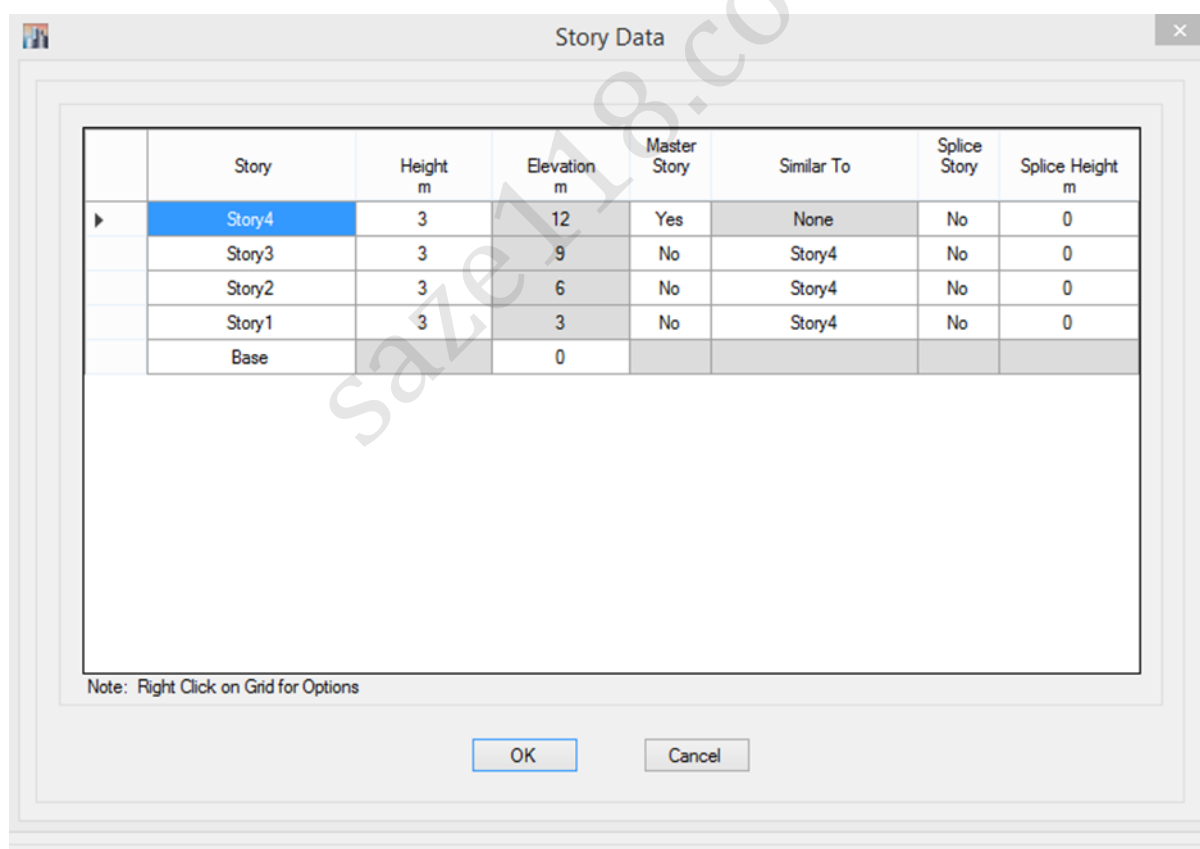 Story Data
Story Height m Elevation m Master Story Similar To Splice Story Splice Height m
Story4 3 12 Yes None No 0
Story3 3 9 No Story4 No 0
Story2 3 6 No Story4 No 0
Story1 3 3 No Story4 No 0
Base 0
Note: Right Click on Grid for Options
OK Cancel
saze118.co